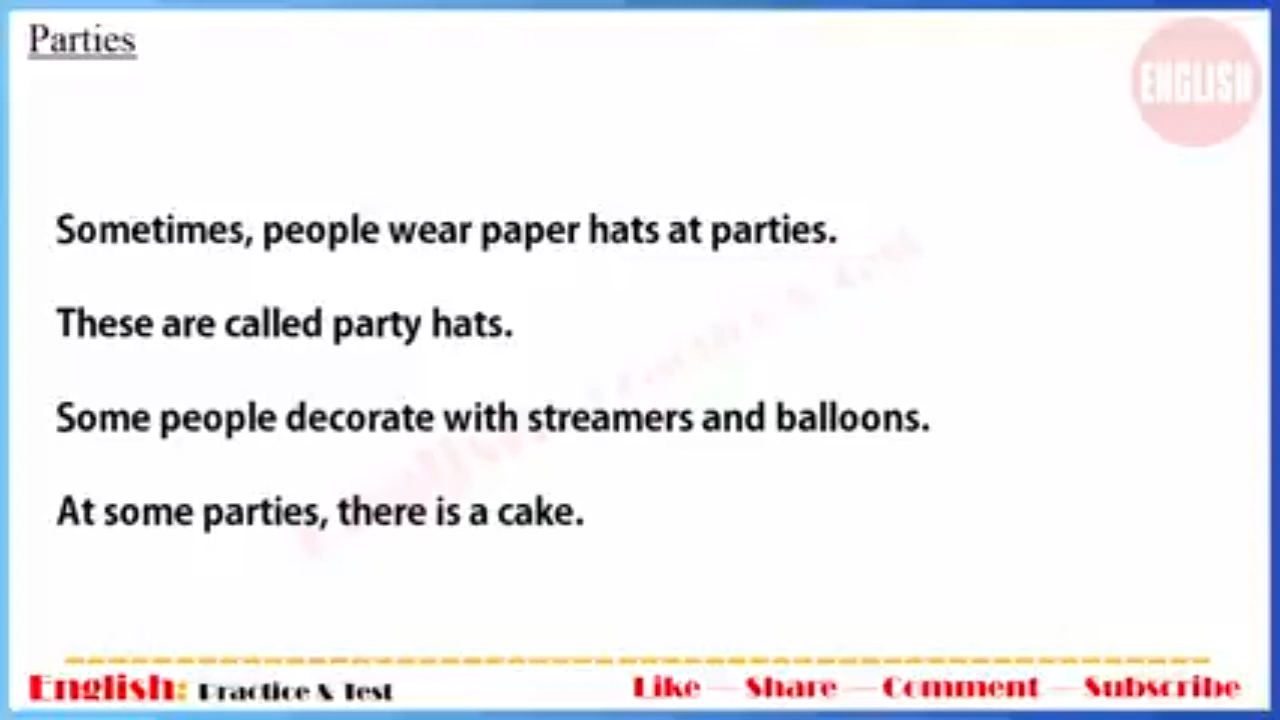 Parties
ENGLISH
Sometimes, people wear paper hats at parties.
These are called party hats.
Some people decorate with streamers and balloons.
At some parties, there is a cake.
English: Practice & Test
Like — Share — Comment — Subscribe